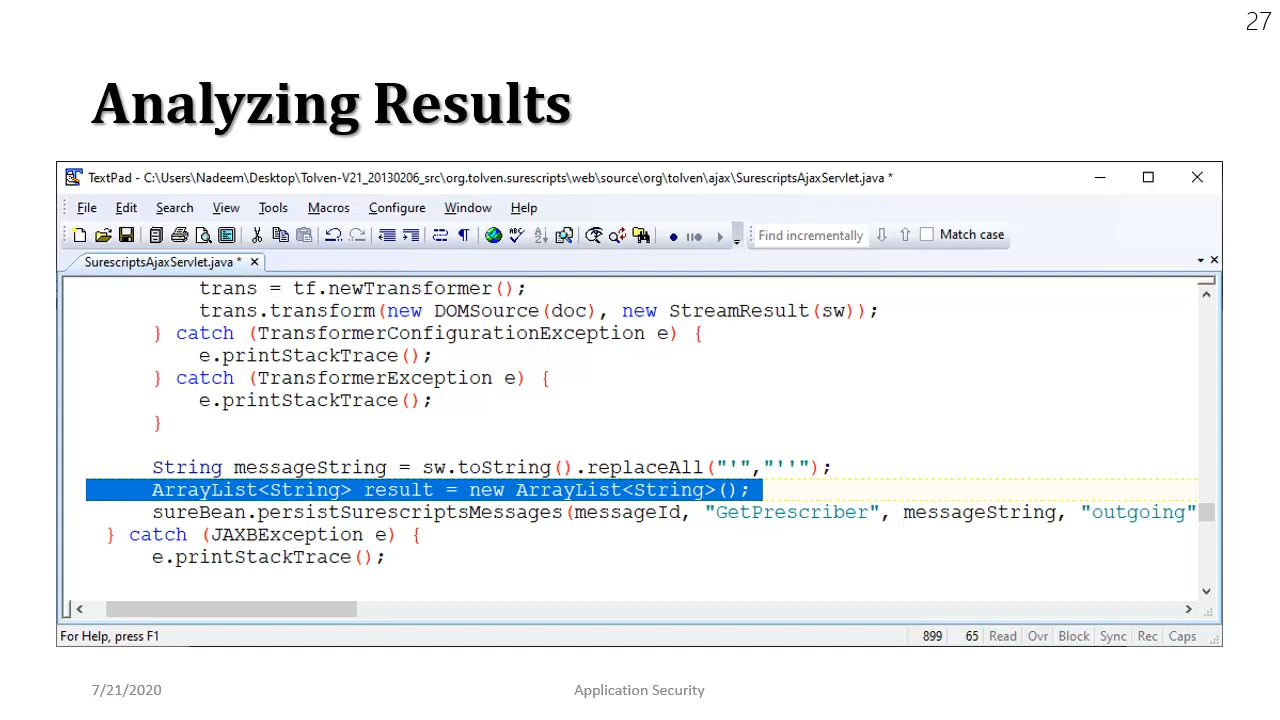 27
Analyzing Results
TextPad - C:\Users\Nadeem\Desktop\Tolven-V21_20130206_src\org.tolven.surescripts\web\source\org\tolven\ajax\SurescriptsAjaxServlet.java *
File Edit Search View Tools Macros Configure Window Help
Find incrementally Match case
SurescriptsAjaxServlet.java *
trans = tf.newTransformer();
trans.transform(new DOMSource(doc), new StreamResult(sw));
} catch (TransformerConfigurationException e) {
e.printStackTrace();
} catch (TransformerException e) {
e.printStackTrace();
}
String messageString = sw.toString().replaceAll("'","''");
ArrayList<String> result = new ArrayList<String>();
sureBean.persistSurescriptsMessages(messageId, "GetPrescriber", messageString, "outgoing"
} catch (JAXBException e) {
e.printStackTrace();
For Help, press F1 899 65 Read Ovr Block Sync Rec Caps
7/21/2020 Application Security